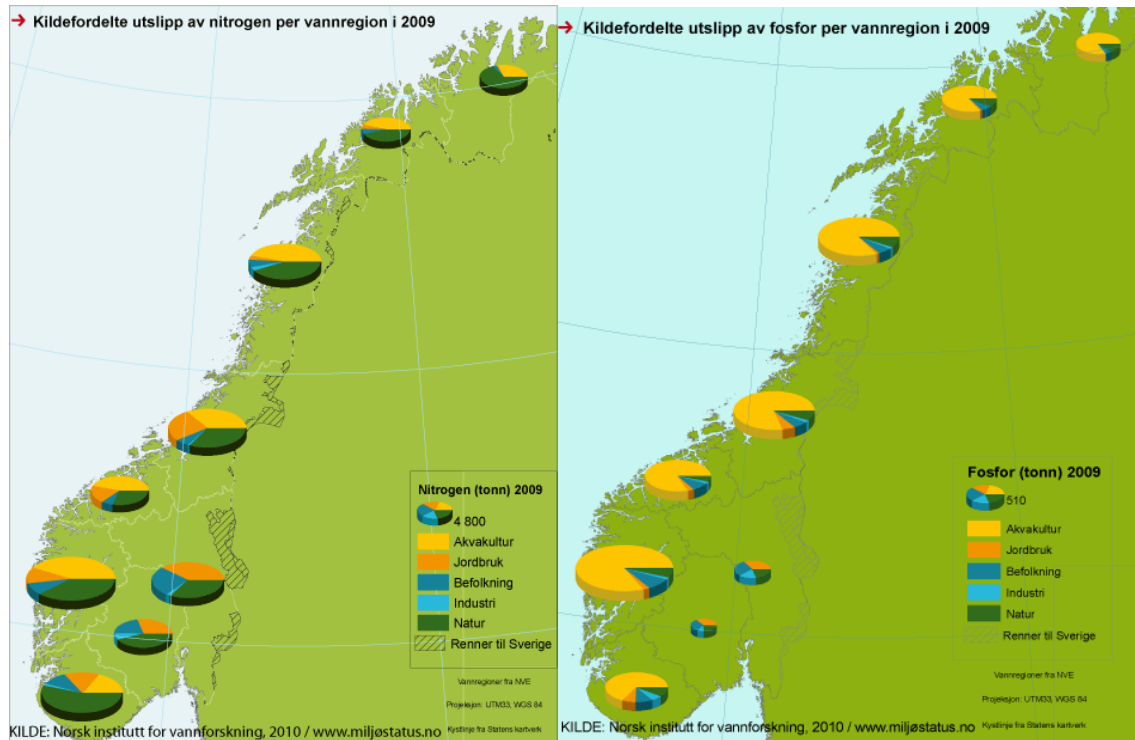 → Kildefordelte utslipp av nitrogen per vannregion i 2009
Nitrogen (tonn) 2009
4 800
Akvakultur
Jordbruk
Befolkning
Industri
Natur
Renner til Sverige
Vannregioner fra NVE
Projeksjon: UTM33, WGS 84
KILDE: Norsk institutt for vannforskning, 2010 / www.miljøstatus.no
Kystlinje fra Statens kartverk
→ Kildefordelte utslipp av fosfor per vannregion i 2009
Fosfor (tonn) 2009
510
Akvakultur
Jordbruk
Befolkning
Industri
Natur
Renner til Sverige
Vannregioner fra NVE
Projeksjon: UTM33, WGS 84
KILDE: Norsk institutt for vannforskning, 2010 / www.miljøstatus.no
Kystlinje fra Statens kartverk